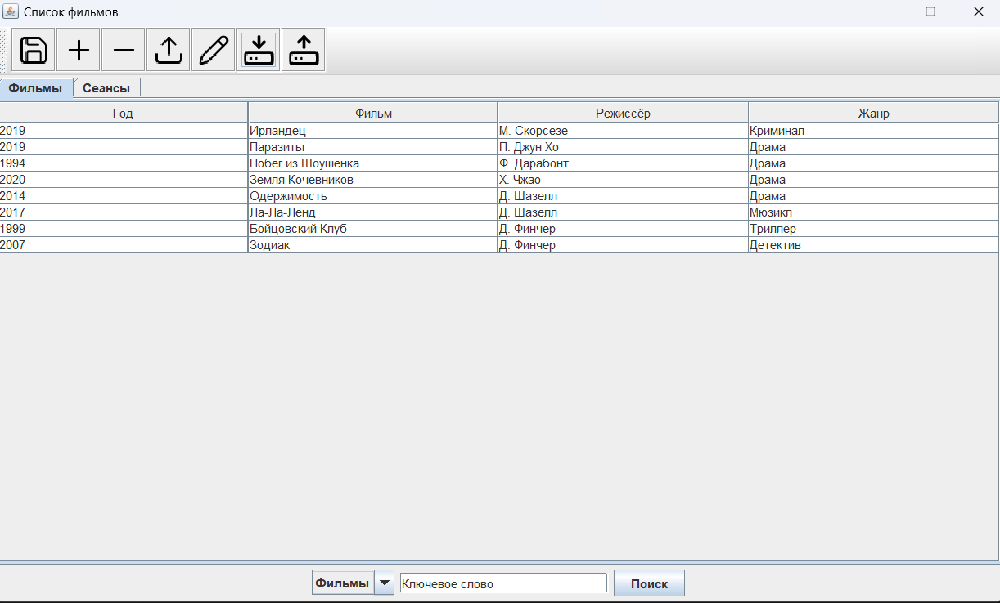 Список фильмов
Фильмы Сеансы
Год Фильм Режиссёр Жанр
2019 Ирландец М. Скорсезе Криминал
2019 Паразиты П. Джун Хо Драма
1994 Побег из Шоушенка Ф. Дарабонт Драма
2020 Земля Кочевников Х. Чжао Драма
2014 Одержимость Д. Шазелл Драма
2017 Ла-Ла-Ленд Д. Шазелл Мюзикл
1999 Бойцовский Клуб Д. Финчер Триллер
2007 Зодиак Д. Финчер Детектив
Фильмы Ключевое слово Поиск